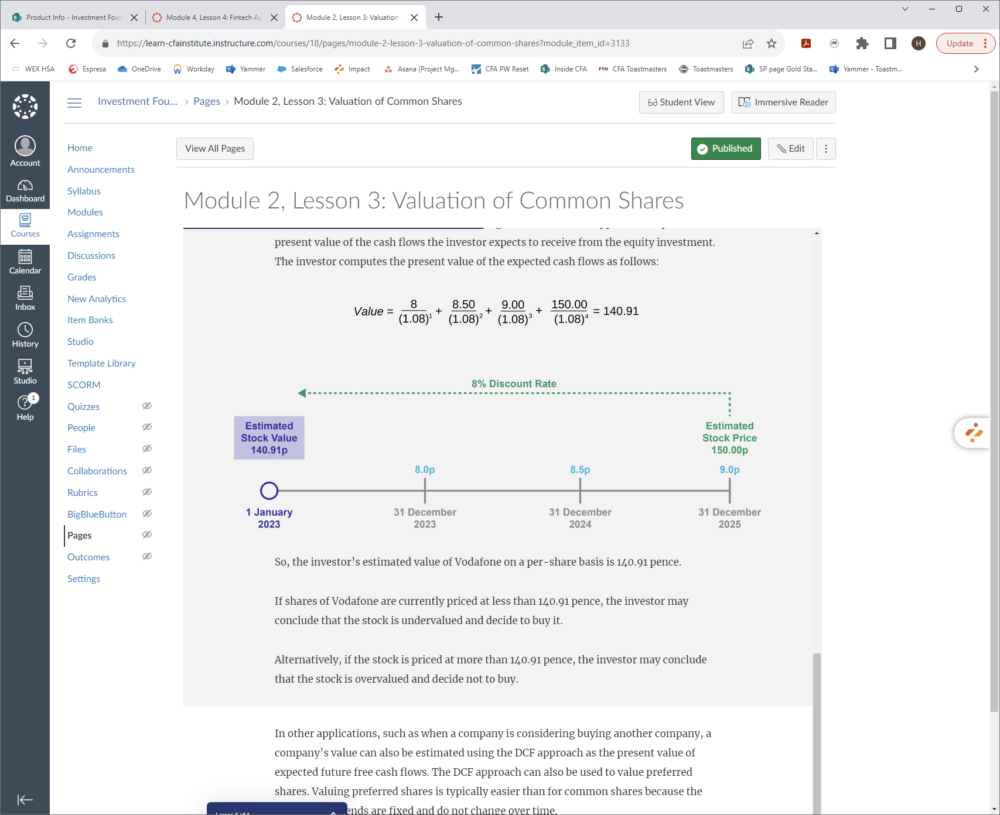 Product Info - Investment Four
Module 4, Lesson 4: Fintech Ap
Module 2, Lesson 3: Valuation
https://learn-cfainstitute.instructure.com/courses/18/pages/module-2-lesson-3-valuation-of-common-shares?module_item_id=3133
H
Update
WEX HSA
Espresa
OneDrive
Workday
Yammer
Salesforce
Impact
Asana (Project Mg...
CFA PW Reset
Inside CFA
FTH CFA Toastmasters
Toastmasters
SP page Gold Sta...
Yammer - Toastm...
Investment Fou... > Pages > Module 2, Lesson 3: Valuation of Common Shares
Student View
Immersive Reader
Account
Dashboard
Courses
Calendar
Inbox
History
Studio
1
Help
Home
Announcements
Syllabus
Modules
Assignments
Discussions
Grades
New Analytics
Item Banks
Studio
Template Library
SCORM
Quizzes
People
Files
Collaborations
Rubrics
BigBlueButton
Pages
Outcomes
Settings
View All Pages
Published
Edit
Module 2, Lesson 3: Valuation of Common Shares
present value of the cash flows the investor expects to receive from the equity investment.
The investor computes the present value of the expected cash flows as follows:
Value = 8/(1.08)¹ + 8.50/(1.08)² + 9.00/(1.08)³ + 150.00/(1.08)⁴ = 140.91
8% Discount Rate
Estimated
Stock Value
140.91p
Estimated
Stock Price
150.00p
8.0p
8.5p
9.0p
1 January
2023
31 December
2023
31 December
2024
31 December
2025
So, the investor’s estimated value of Vodafone on a per-share basis is 140.91 pence.
If shares of Vodafone are currently priced at less than 140.91 pence, the investor may
conclude that the stock is undervalued and decide to buy it.
Alternatively, if the stock is priced at more than 140.91 pence, the investor may conclude
that the stock is overvalued and decide not to buy.
In other applications, such as when a company is considering buying another company, a
company’s value can also be estimated using the DCF approach as the present value of
expected future free cash flows. The DCF approach can also be used to value preferred
shares. Valuing preferred shares is typically easier than for common shares because the
ends are fixed and do not change over time.